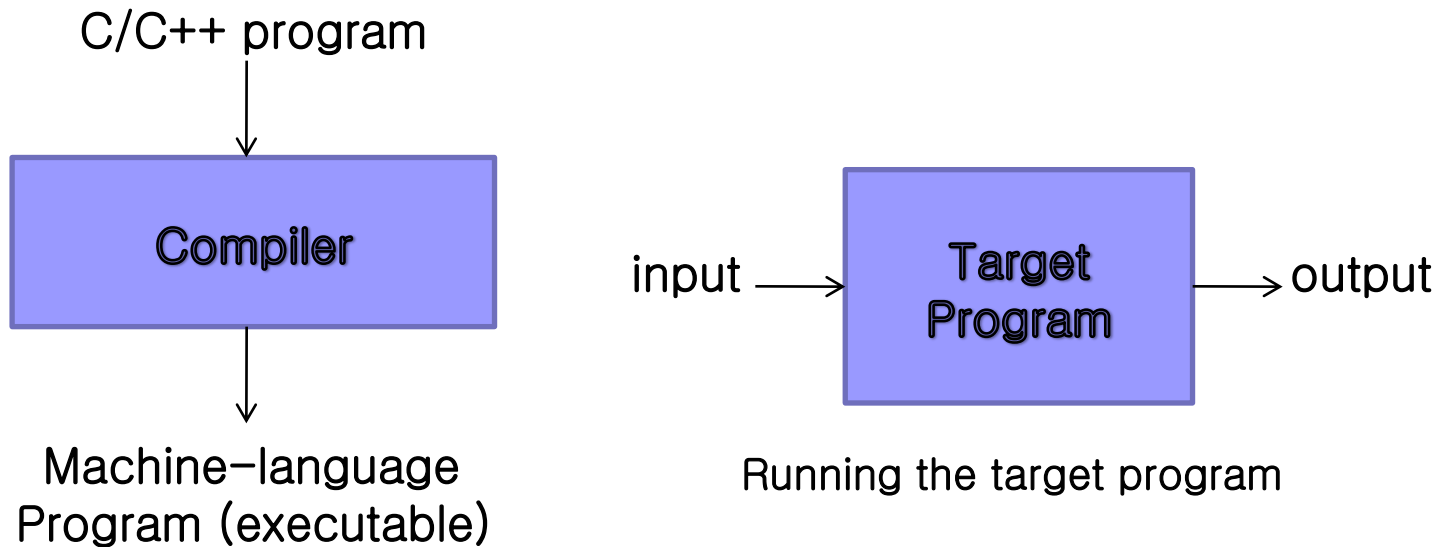 C/C++ program
Compiler
Machine-language
Program (executable)
input
Target
Program
output
Running the target program